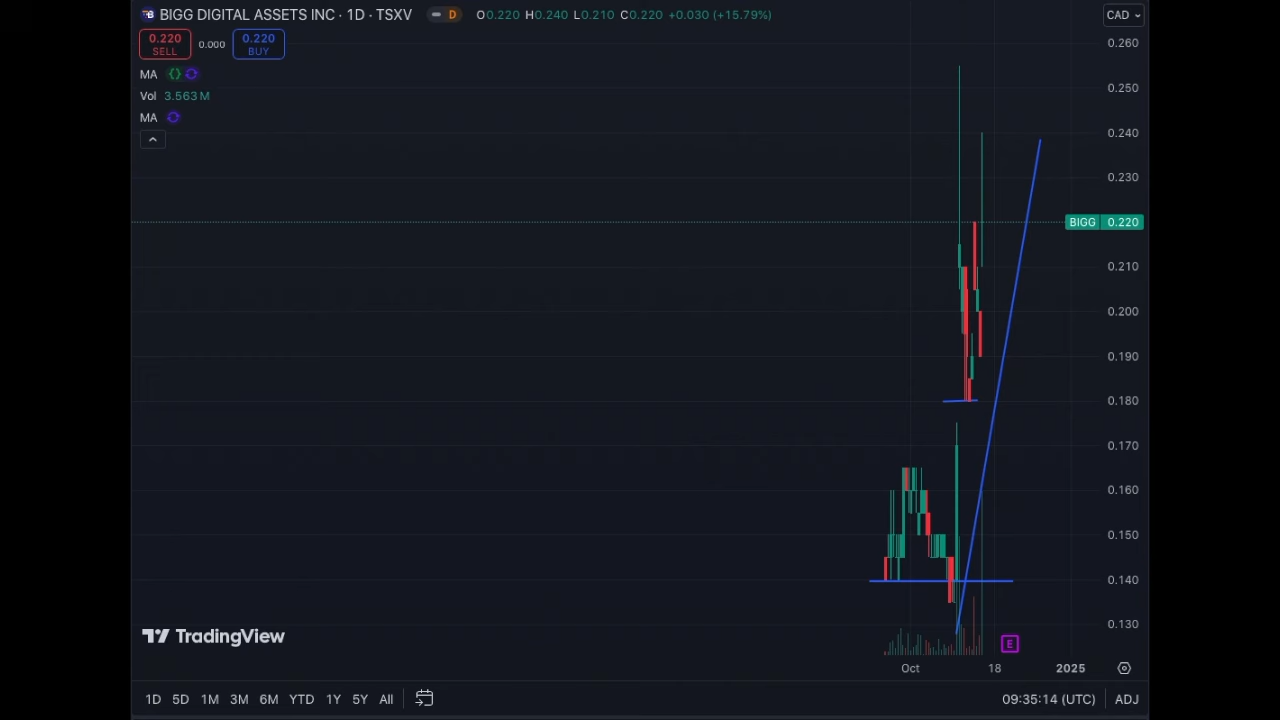 BIGG DIGITAL ASSETS INC · 1D · TSXV D O0.220 H0.240 L0.210 C0.220 +0.030 (+15.79%) CAD
0.220 SELL 0.000 0.220 BUY
MA
Vol 3.563 M
MA
0.260
0.250
0.240
0.230
BIGG 0.220
0.210
0.200
0.190
0.180
0.170
0.160
0.150
0.140
0.130
TradingView
E
Oct 18 2025
1D 5D 1M 3M 6M YTD 1Y 5Y All 09:35:14 (UTC) ADJ